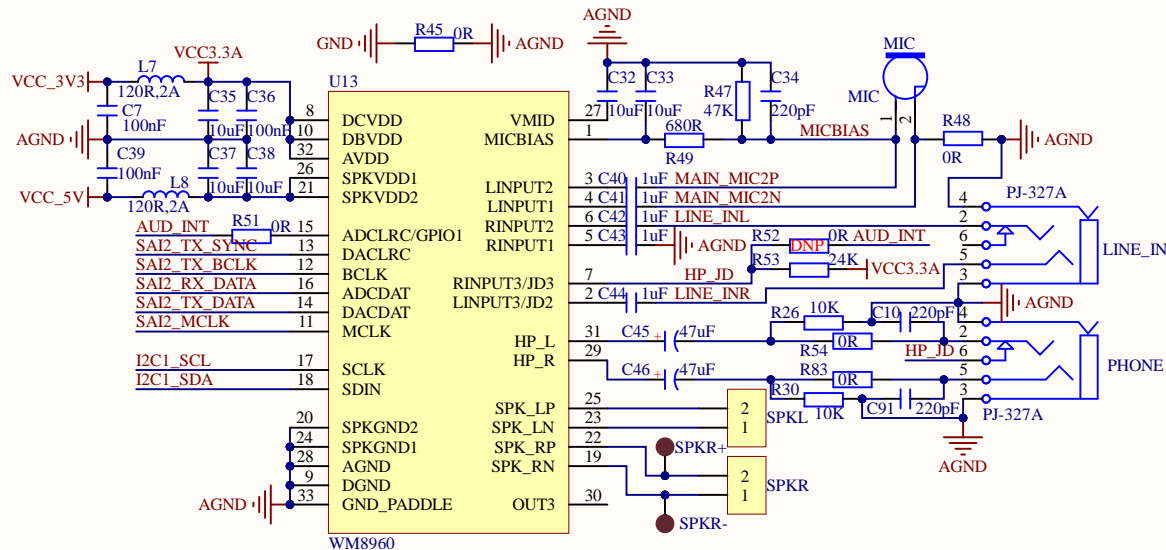 AGND
R45
0R
GND
AGND
MIC
VCC3.3A
L7
VCC_3V3
120R,2A
C7
100nF
C35
10uF
C36
100nF
AGND
C39
100nF
C37
10uF
C38
10uF
L8
VCC_5V
120R,2A
U13
8 DCVDD
10 DBVDD
32 AVDD
26 SPKVDD1
21 SPKVDD2
AUD_INT R51 0R 15 ADCLRC/GPIO1
SAI2_TX_SYNC 13 DACLRC
SAI2_TX_BCLK 12 BCLK
SAI2_RX_DATA 16 ADCDAT
SAI2_TX_DATA 14 DACDAT
SAI2_MCLK 11 MCLK
I2C1_SCL 17 SCLK
I2C1_SDA 18 SDIN
20 SPKGND2
24 SPKGND1
28 AGND
9 DGND
AGND 33 GND_PADDLE
WM8960
VMID 27
MICBIAS 1
LINPUT2 3 C40 1uF MAIN_MIC2P
LINPUT1 4 C41 1uF MAIN_MIC2N
RINPUT2 6 C42 1uF LINE_INL
RINPUT1 5 C43 1uF AGND
RINPUT3/JD3 7 HP_JD
LINPUT3/JD2 2 C44 1uF LINE_INR
HP_L 31 C45 + 47uF
HP_R 29 C46 + 47uF
SPK_LP 25
SPK_LN 23
SPK_RP 22
SPK_RN 19
OUT3 30
C32
10uF
C33
10uF
R47
47K
C34
220pF
680R
R49
MICBIAS
MIC
1
2
R48
0R
AGND
R52 DNP 0R AUD_INT
R53 24K VCC3.3A
R26 10K C10 220pF
R54 0R
R83 0R
R30 10K C91 220pF
2
1
SPKL
SPKR+
2
1
SPKR
SPKR-
4 PJ-327A
2
6
5
3
LINE_IN
AGND
4
2
HP_JD 6
5
3
PHONE
PJ-327A
AGND